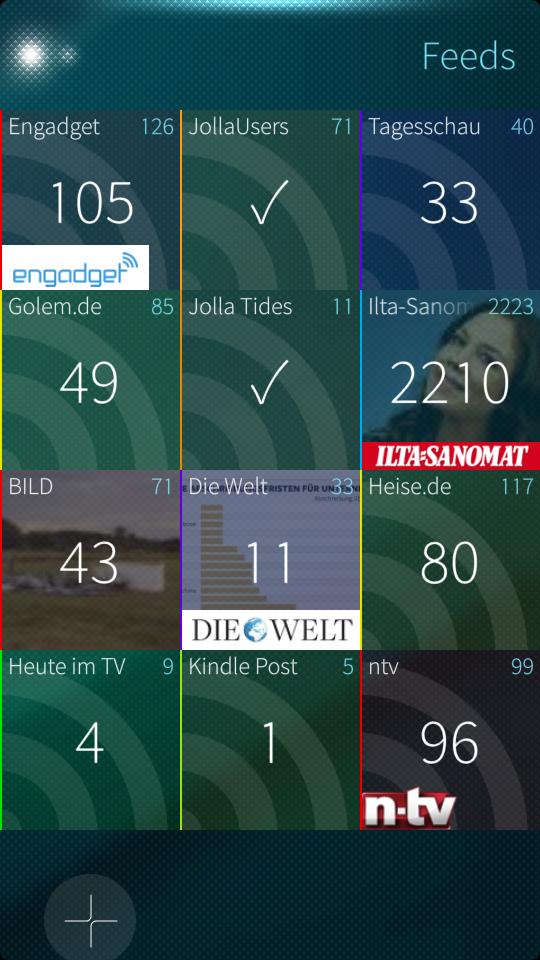 Feeds
Engadget 126
105
engadget
JollaUsers 71
Tagesschau 40
33
Golem.de 85
49
Jolla Tides 11
Ilta-Sanom 2223
2210
ILTA-SANOMAT
BILD 71
43
Die Welt 33
11
DIE WELT
Heise.de 117
80
Heute im TV 9
4
Kindle Post 5
1
ntv 99
96
n-tv